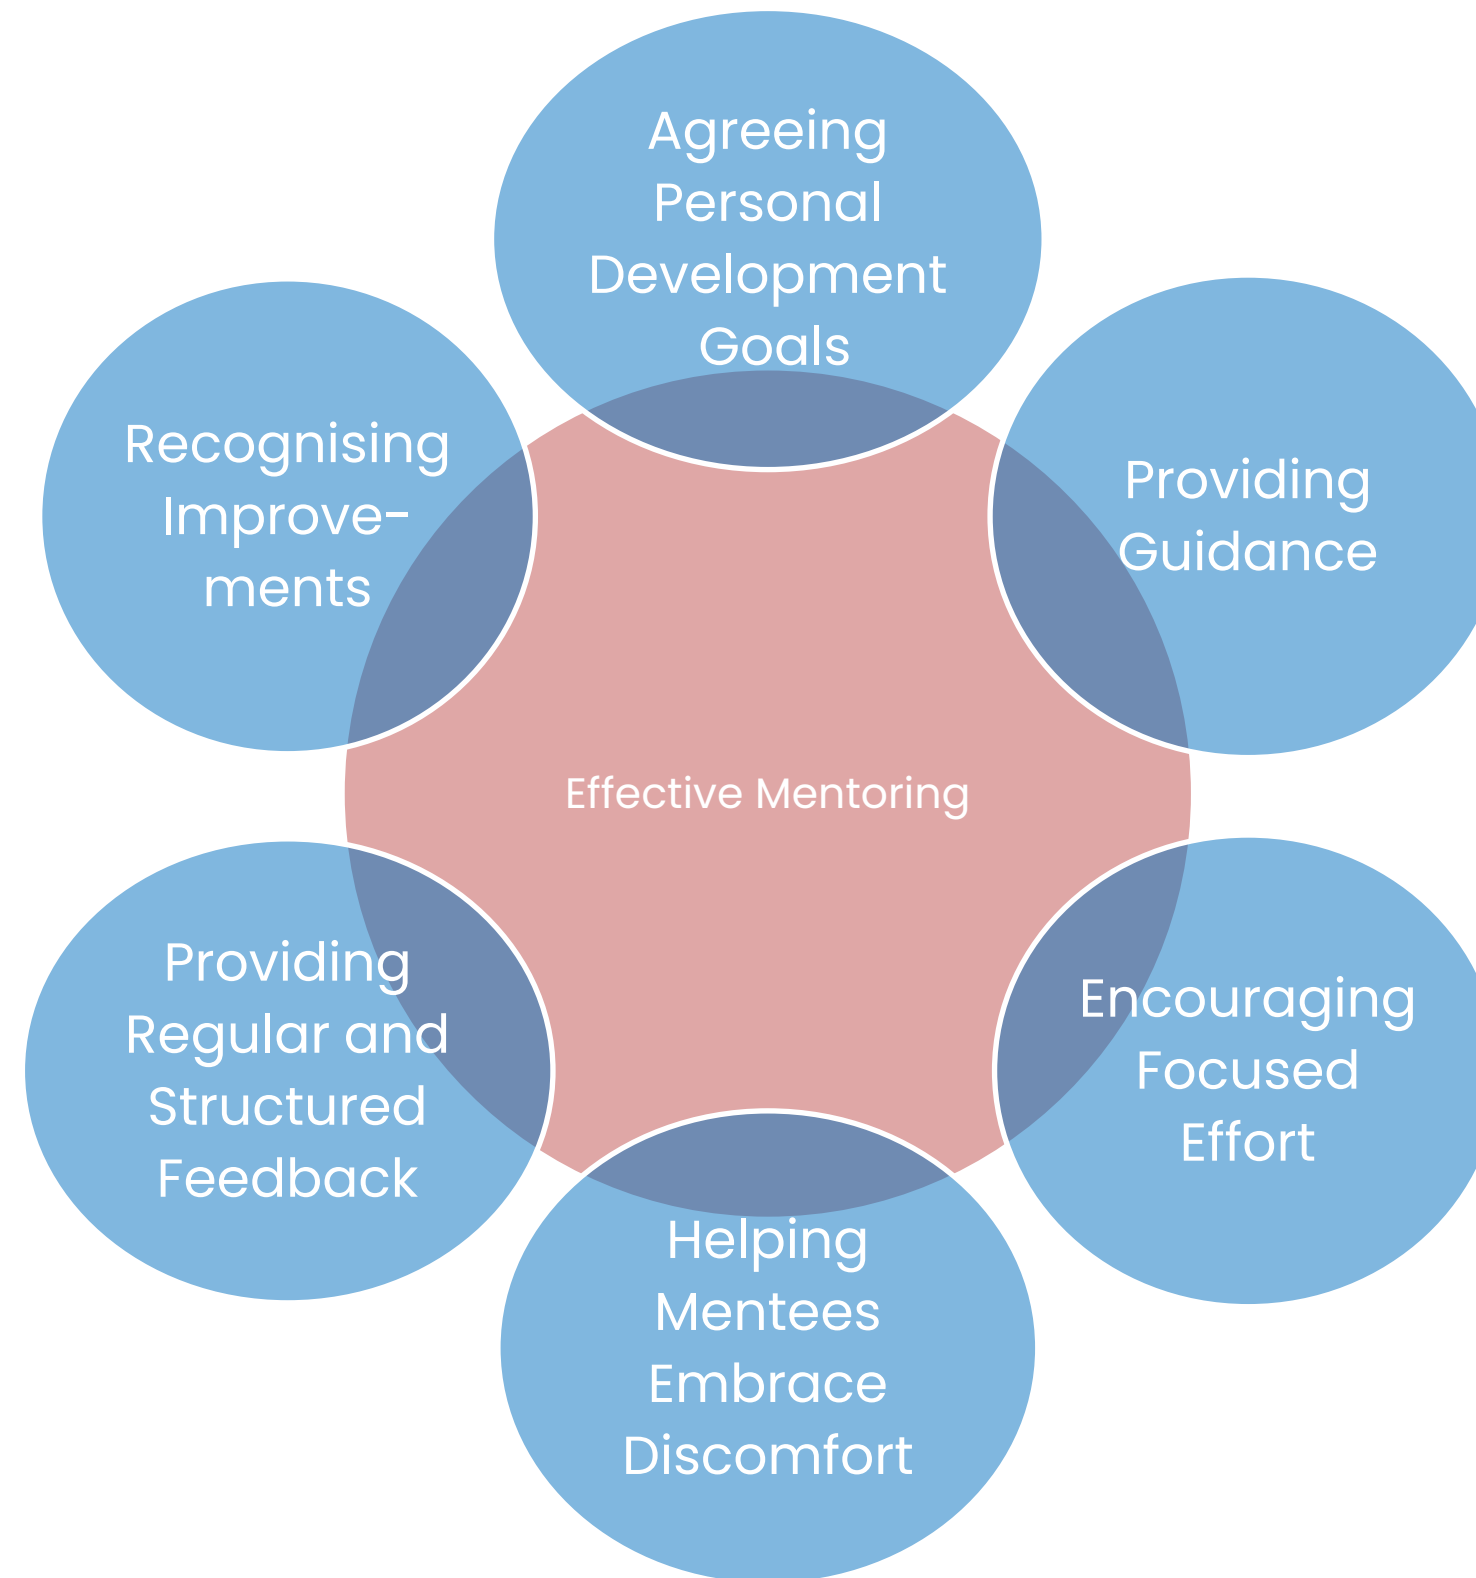 Agreeing
Personal
Development
Goals
Providing
Guidance
Encouraging
Focused
Effort
Helping
Mentees
Embrace
Discomfort
Providing
Regular and
Structured
Feedback
Recognising
Improve-
ments
Effective Mentoring